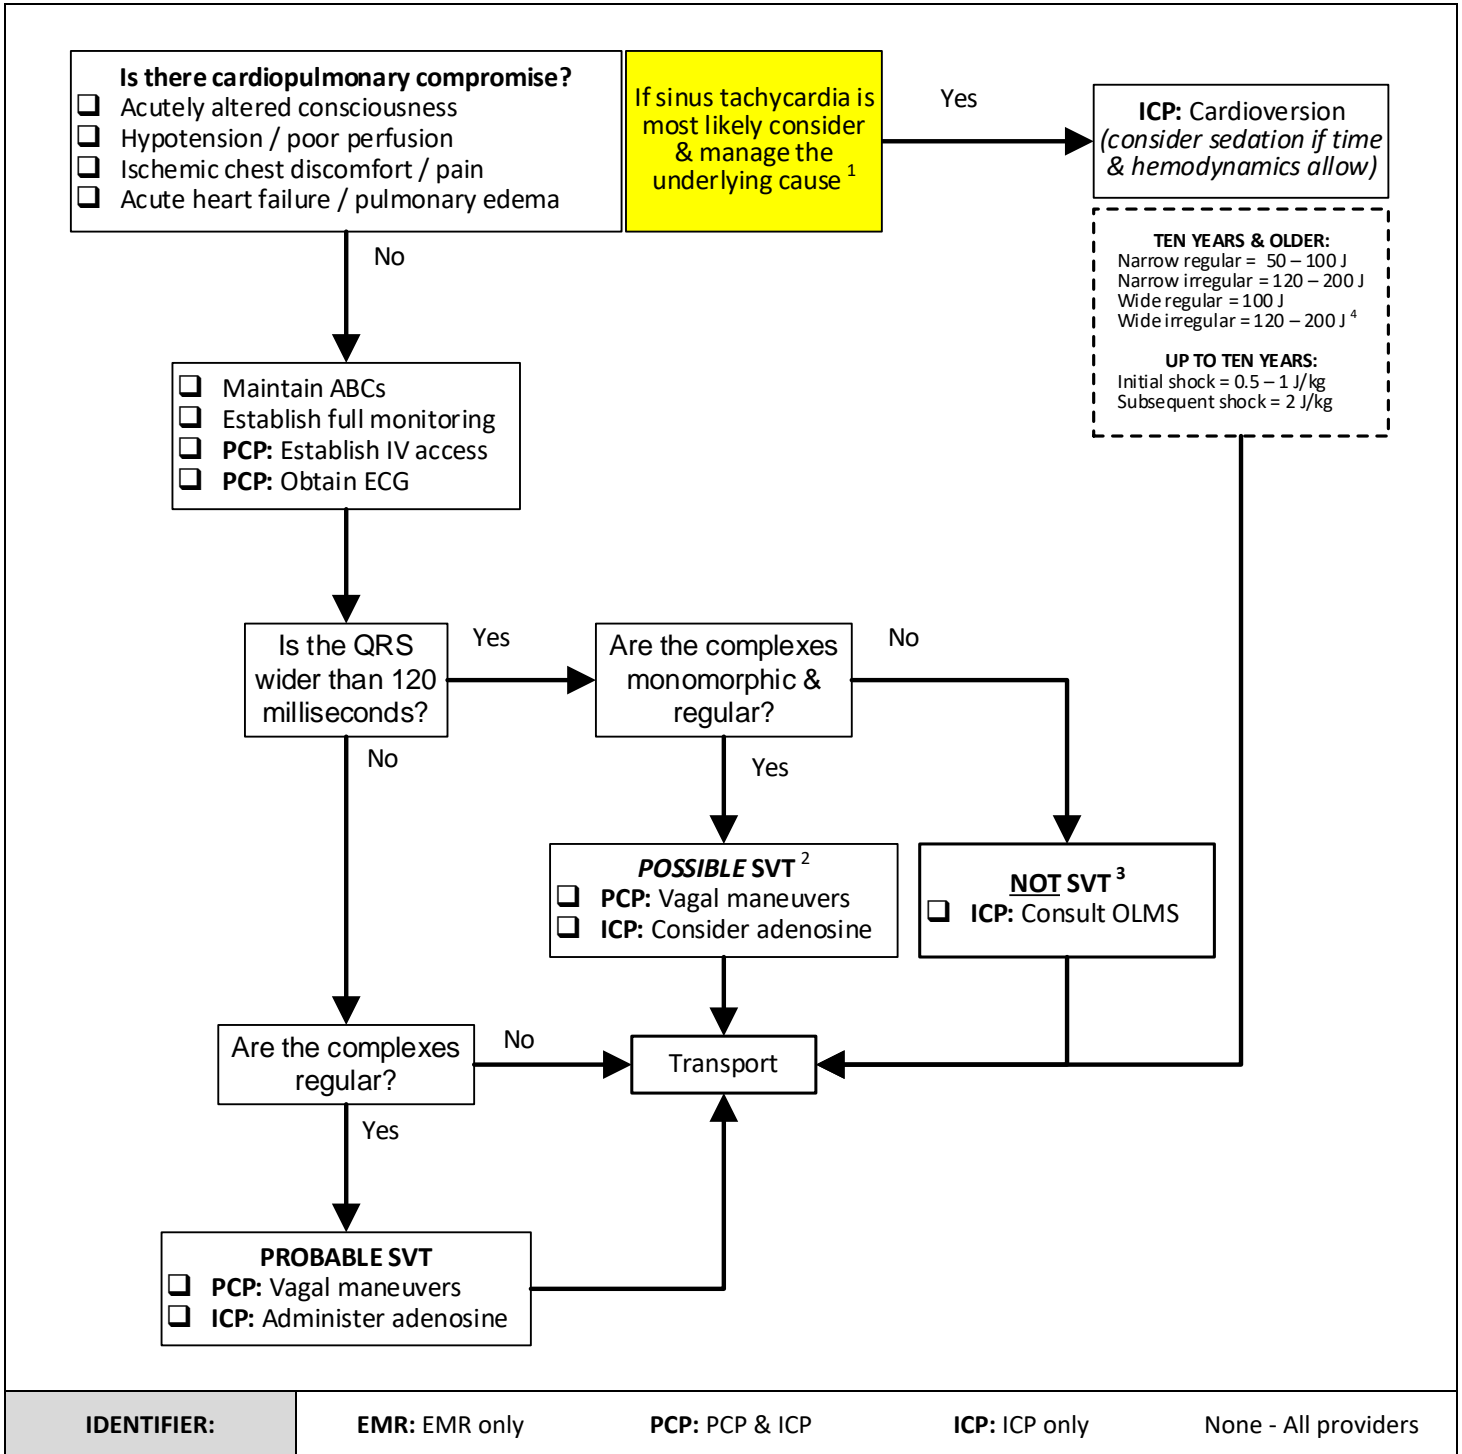 Is there cardiopulmonary compromise?
❑ Acutely altered consciousness
❑ Hypotension / poor perfusion
❑ Ischemic chest discomfort / pain
❑ Acute heart failure / pulmonary edema
If sinus tachycardia is
most likely consider
& manage the
underlying cause 1
Yes
ICP: Cardioversion
(consider sedation if time
& hemodynamics allow)
TEN YEARS & OLDER:
Narrow regular = 50 – 100 J
Narrow irregular = 120 – 200 J
Wide regular = 100 J
Wide irregular = 120 – 200 J 4
UP TO TEN YEARS:
Initial shock = 0.5 – 1 J/kg
Subsequent shock = 2 J/kg
No
❑ Maintain ABCs
❑ Establish full monitoring
❑ PCP: Establish IV access
❑ PCP: Obtain ECG
Is the QRS
wider than 120
milliseconds?
Yes
Are the complexes
monomorphic &
regular?
No
No
Yes
POSSIBLE SVT 2
❑ PCP: Vagal maneuvers
❑ ICP: Consider adenosine
NOT SVT 3
❑ ICP: Consult OLMS
Are the complexes
regular?
No
Transport
Yes
PROBABLE SVT
❑ PCP: Vagal maneuvers
❑ ICP: Administer adenosine
IDENTIFIER: EMR: EMR only PCP: PCP & ICP ICP: ICP only None - All providers